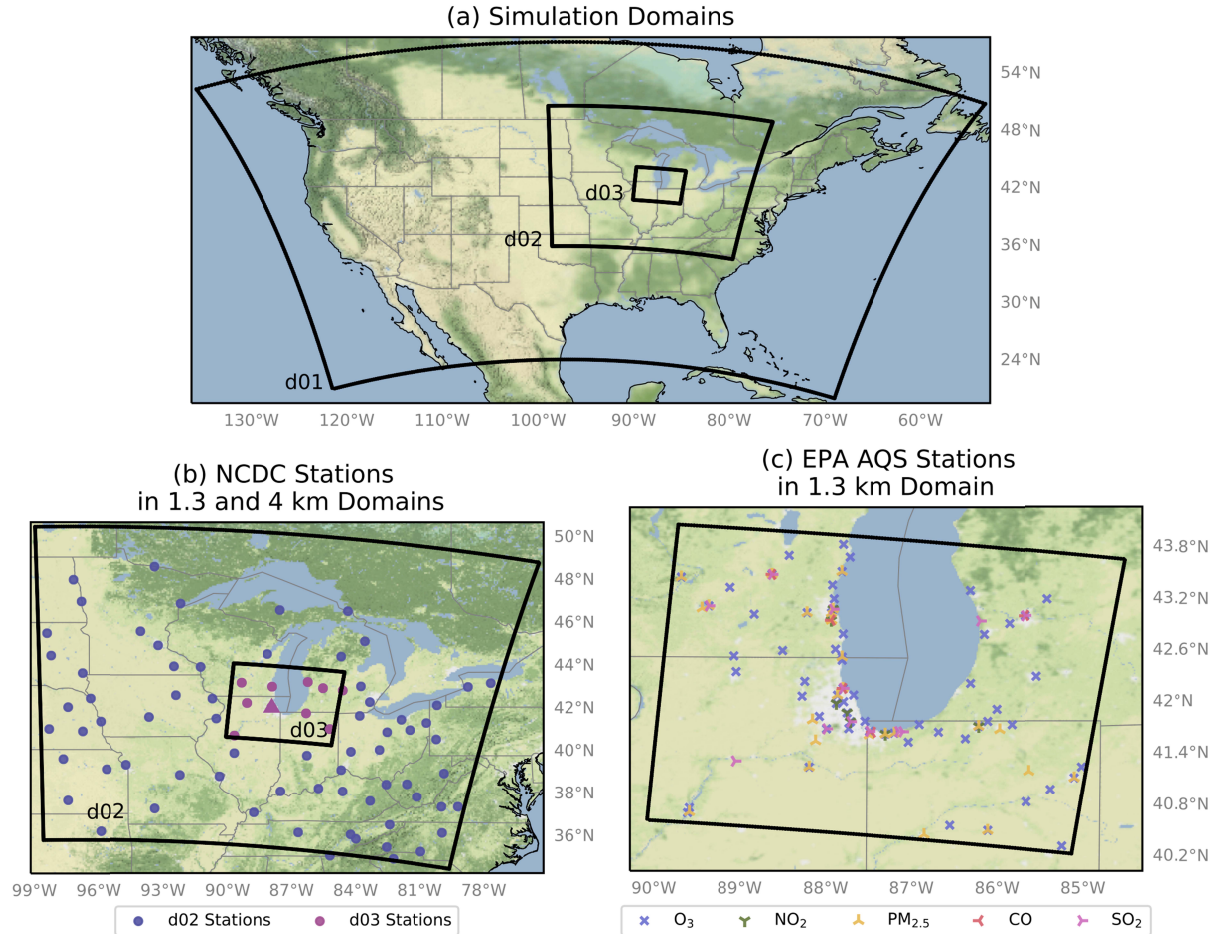 (a) Simulation Domains
54°N
48°N
42°N
36°N
30°N
24°N
d03
d02
d01
130°W 120°W 110°W 100°W 90°W 80°W 70°W 60°W
(b) NCDC Stations
in 1.3 and 4 km Domains
50°N
48°N
46°N
44°N
42°N
40°N
38°N
36°N
d03
d02
99°W 96°W 93°W 90°W 87°W 84°W 81°W 78°W
d02 Stations d03 Stations
(c) EPA AQS Stations
in 1.3 km Domain
43.8°N
43.2°N
42.6°N
42°N
41.4°N
40.8°N
40.2°N
90°W 89°W 88°W 87°W 86°W 85°W
O₃ NO₂ PM₂.₅ CO SO₂